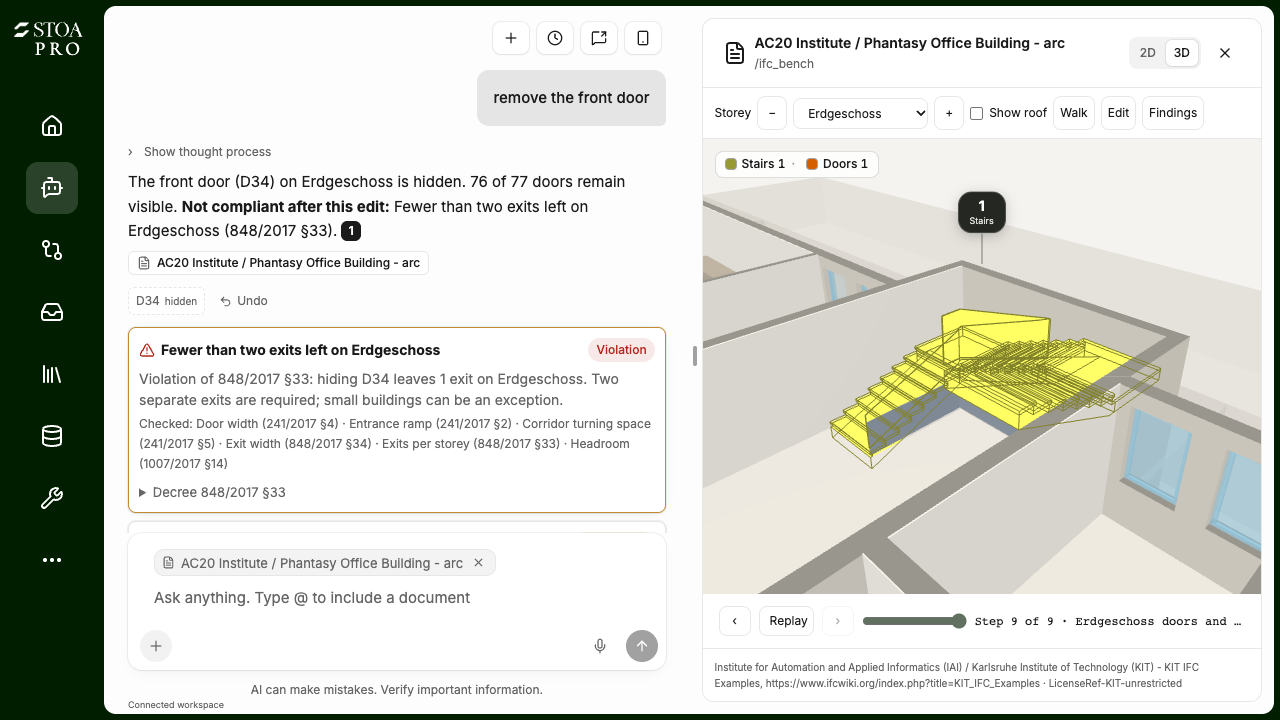 STOA
PRO
remove the front door
Show thought process
The front door (D34) on Erdgeschoss is hidden. 76 of 77 doors remain
visible. Not compliant after this edit: Fewer than two exits left on
Erdgeschoss (848/2017 §33). 1
AC20 Institute / Phantasy Office Building - arc
D34 hidden Undo
Fewer than two exits left on Erdgeschoss Violation
Violation of 848/2017 §33: hiding D34 leaves 1 exit on Erdgeschoss. Two
separate exits are required; small buildings can be an exception.
Checked: Door width (241/2017 §4) · Entrance ramp (241/2017 §2) · Corridor turning space
(241/2017 §5) · Exit width (848/2017 §34) · Exits per storey (848/2017 §33) · Headroom
(1007/2017 §14)
Decree 848/2017 §33
AC20 Institute / Phantasy Office Building - arc
Ask anything. Type @ to include a document
AI can make mistakes. Verify important information.
Connected workspace
AC20 Institute / Phantasy Office Building - arc
/ifc_bench
2D 3D
Storey − Erdgeschoss + Show roof Walk Edit Findings
Stairs 1 · Doors 1
1
Stairs
‹ Replay › Step 9 of 9 · Erdgeschoss doors and …
Institute for Automation and Applied Informatics (IAI) / Karlsruhe Institute of Technology (KIT) - KIT IFC
Examples, https://www.ifcwiki.org/index.php?title=KIT_IFC_Examples · LicenseRef-KIT-unrestricted